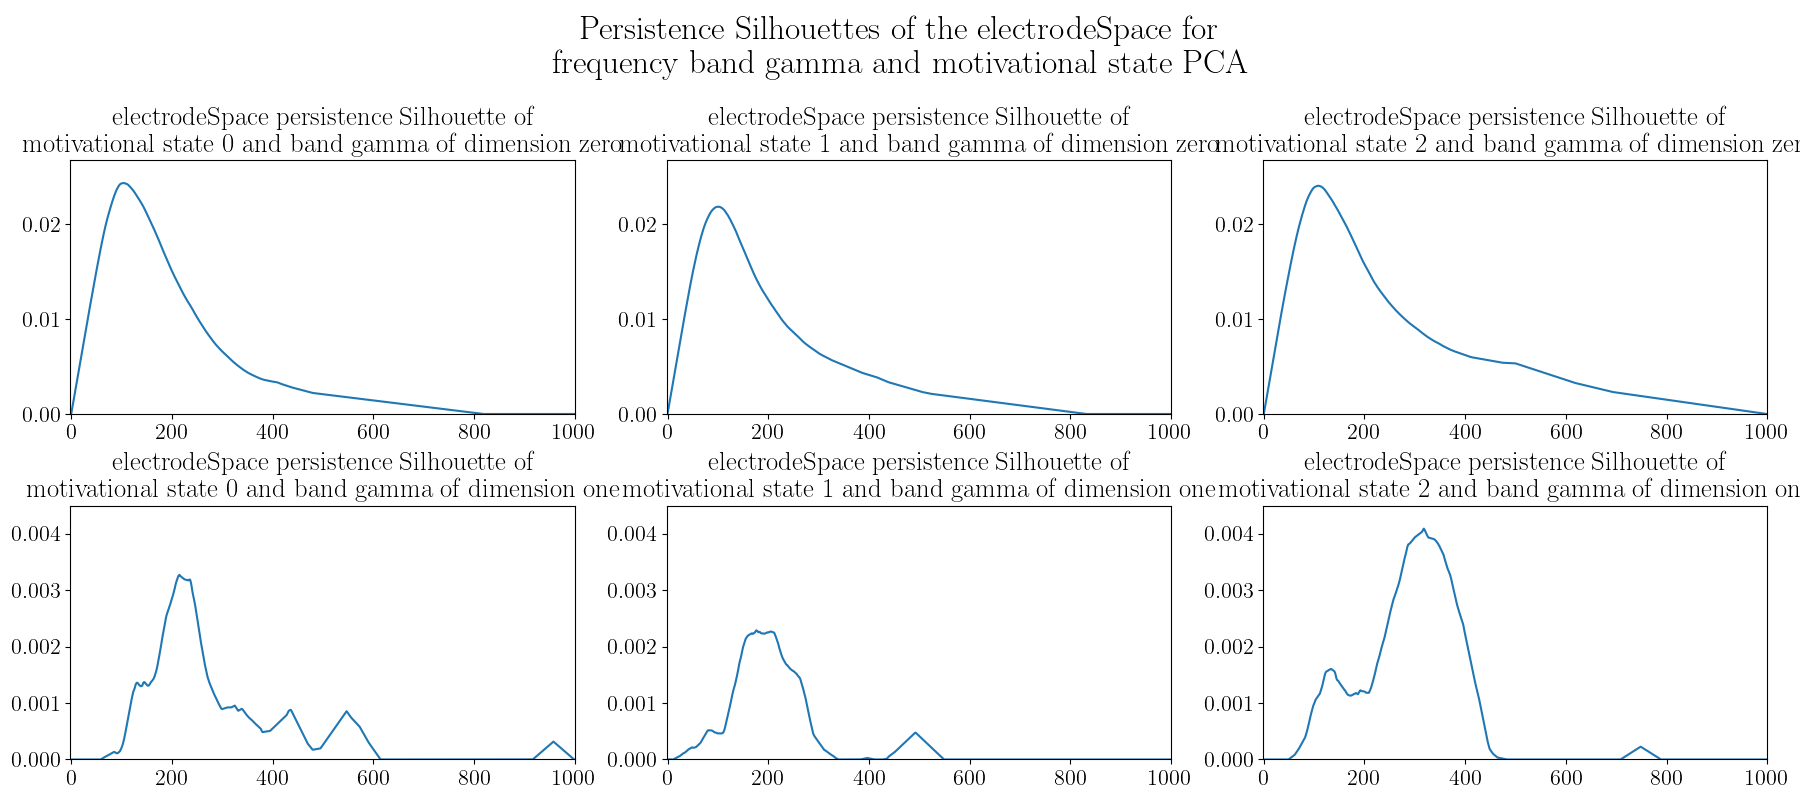 Persistence Silhouettes of the electrodeSpace for
frequency band gamma and motivational state PCA
electrodeSpace persistence Silhouette of
motivational state 0 and band gamma of dimension zero
electrodeSpace persistence Silhouette of
motivational state 1 and band gamma of dimension zero
electrodeSpace persistence Silhouette of
motivational state 2 and band gamma of dimension zer
0.02
0.01
0.00
0 200 400 600 800 1000
0.02
0.01
0.00
0 200 400 600 800 1000
0.02
0.01
0.00
0 200 400 600 800 1000
electrodeSpace persistence Silhouette of
motivational state 0 and band gamma of dimension one
electrodeSpace persistence Silhouette of
motivational state 1 and band gamma of dimension one
electrodeSpace persistence Silhouette of
motivational state 2 and band gamma of dimension on
0.004
0.003
0.002
0.001
0.000
0 200 400 600 800 1000
0.004
0.003
0.002
0.001
0.000
0 200 400 600 800 1000
0.004
0.003
0.002
0.001
0.000
0 200 400 600 800 1000